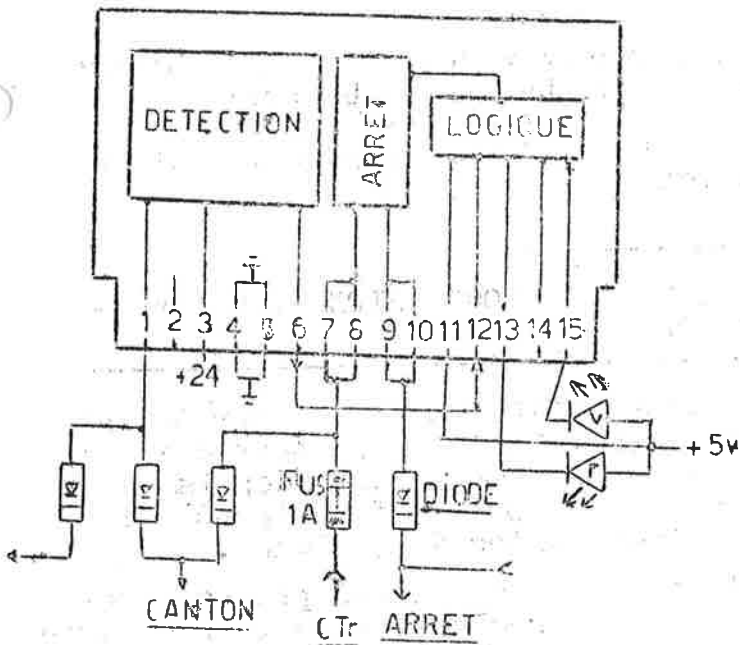 DETECTION
ARRET
LOGIQUE
1 2 3 4 5 6 7 8 9 10 11 12 13 14 15
+24
+5V
V
FUS
1A
DIODE
CANTON
CTr
ARRET